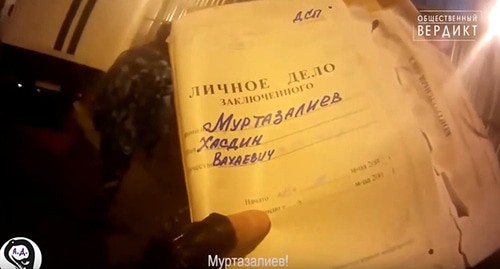 ДСП
ОБЩЕСТВЕННЫЙ
ВЕРДИКТ
ЛИЧНОЕ ДЕЛО
ЗАКЛЮЧЕННОГО
Муртазалиев
Хасдин
Вахаевич
Муртазалиев!